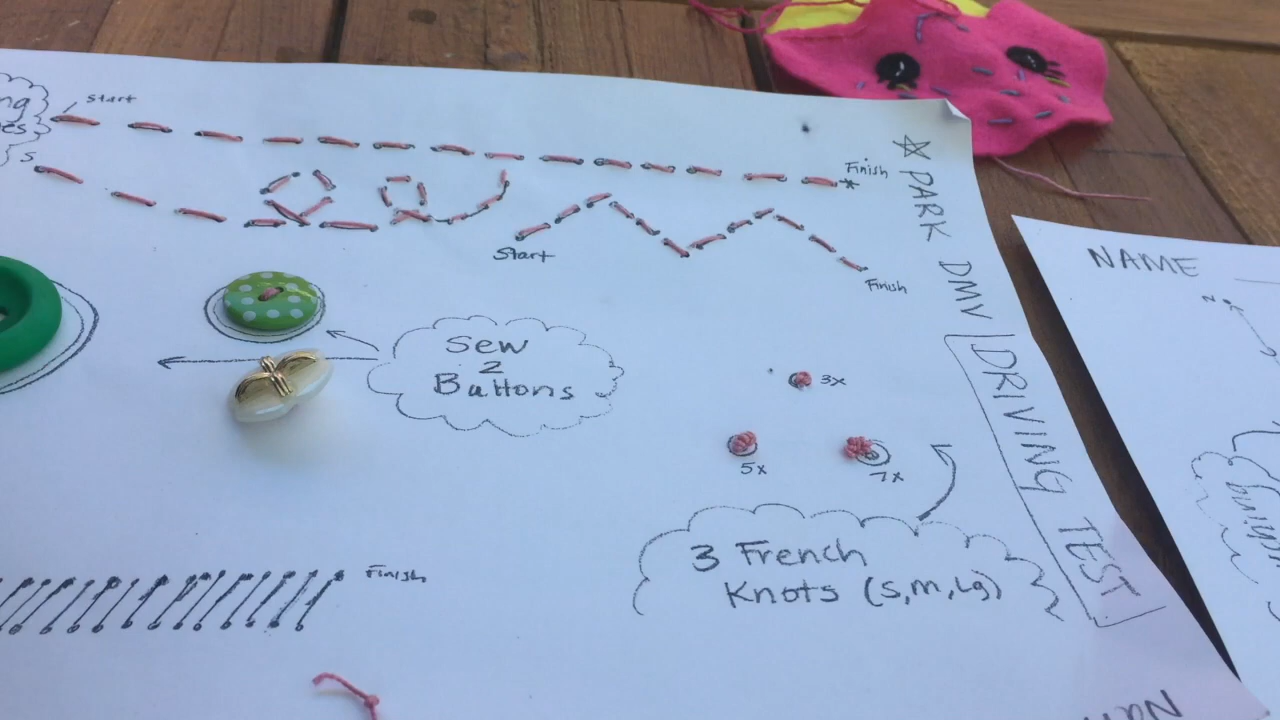 Start
Finish
S
Start
Finish
☆ PARK DMV
DRIVING TEST
NAME
N
Sew
2
Buttons
3x
5x
7x
3 French
Knots (S,M,Lg)
Finish